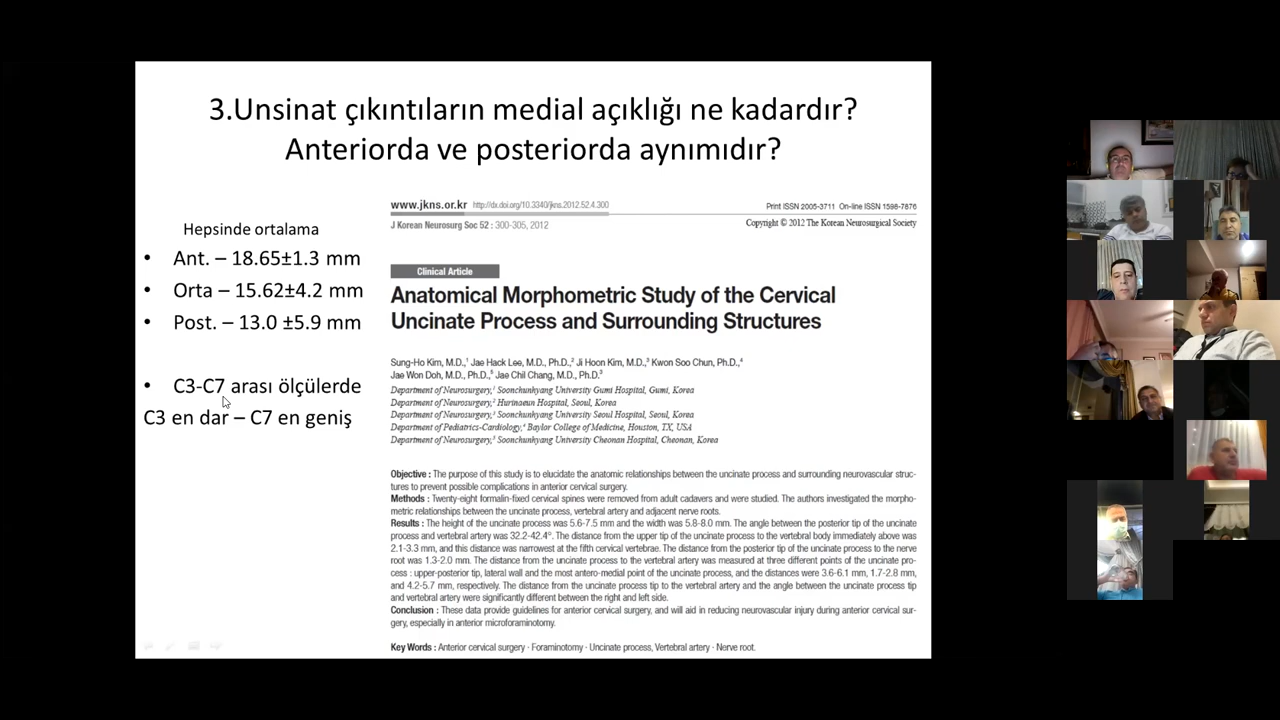 3.Unsinat çıkıntıların medial açıklığı ne kadardır?
Anteriorda ve posteriorda aynımıdır?
Hepsinde ortalama
• Ant. – 18.65±1.3 mm
• Orta – 15.62±4.2 mm
• Post. – 13.0 ±5.9 mm
• C3-C7 arası ölçülerde
C3 en dar – C7 en geniş
www.jkns.or.kr http://dx.doi.org/10.3340/jkns.2012.52.4.300
Print ISSN 2005-3711 On-line ISSN 1598-7876
J Korean Neurosurg Soc 52 : 300-305, 2012
Copyright © 2012 The Korean Neurosurgical Society
Clinical Article
Anatomical Morphometric Study of the Cervical
Uncinate Process and Surrounding Structures
Sung-Ho Kim, M.D.,1 Jae Hack Lee, M.D., Ph.D.,2 Ji Hoon Kim, M.D.,3 Kwon Soo Chun, Ph.D.,4
Jae Won Doh, M.D., Ph.D.,5 Jae Chil Chang, M.D., Ph.D.3
Department of Neurosurgery,1 Soonchunhyang University Gumi Hospital, Gumi, Korea
Department of Neurosurgery,2 Hurinaeun Hospital, Seoul, Korea
Department of Neurosurgery,3 Soonchunhyang University Seoul Hospital, Seoul, Korea
Department of Pediatrics-Cardiology,4 Baylor College of Medicine, Houston, TX, USA
Department of Neurosurgery,5 Soonchunhyang University Cheonan Hospital, Cheonan, Korea
Objective : The purpose of this study is to elucidate the anatomic relationships between the uncinate process and surrounding neurovascular struc-
tures to prevent possible complications in anterior cervical surgery.
Methods : Twenty-eight formalin-fixed cervical spines were removed from adult cadavers and were studied. The authors investigated the morpho-
metric relationships between the uncinate process, vertebral artery and adjacent nerve roots.
Results : The height of the uncinate process was 5.6-7.5 mm and the width was 5.8-8.0 mm. The angle between the posterior tip of the uncinate
process and vertebral artery was 32.2-42.4°. The distance from the upper tip of the uncinate process to the vertebral body immediately above was
2.1-3.3 mm, and this distance was narrowest at the fifth cervical vertebrae. The distance from the posterior tip of the uncinate process to the nerve
root was 1.3-2.0 mm. The distance from the uncinate process to the vertebral artery was measured at three different points of the uncinate pro-
cess : upper-posterior tip, lateral wall and the most antero-medial point of the uncinate process, and the distances were 3.6-6.1 mm, 1.7-2.8 mm,
and 4.2-5.7 mm, respectively. The distance from the uncinate process tip to the vertebral artery and the angle between the uncinate process tip
and vertebral artery were significantly different between the right and left side.
Conclusion : These data provide guidelines for anterior cervical surgery, and will aid in reducing neurovascular injury during anterior cervical sur-
gery, especially in anterior microforaminotomy.
Key Words : Anterior cervical surgery · Foraminotomy · Uncinate process, Vertebral artery · Nerve root.